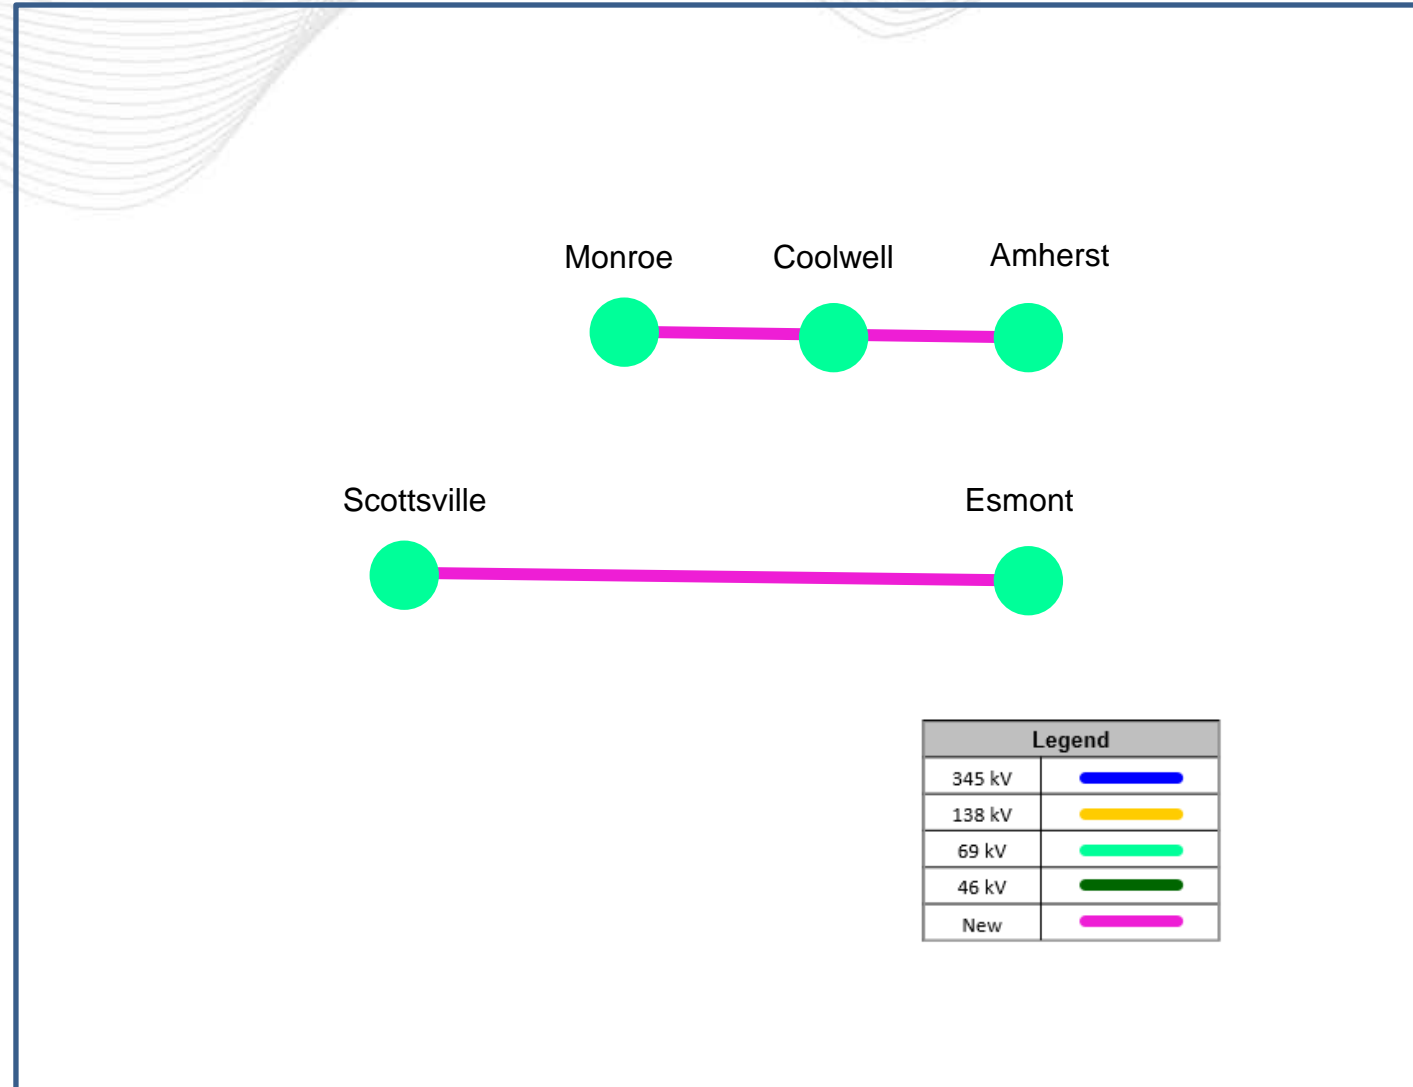 Monroe Coolwell Amherst
Scottsville Esmont
Legend
345 kV
138 kV
69 kV
46 kV
New